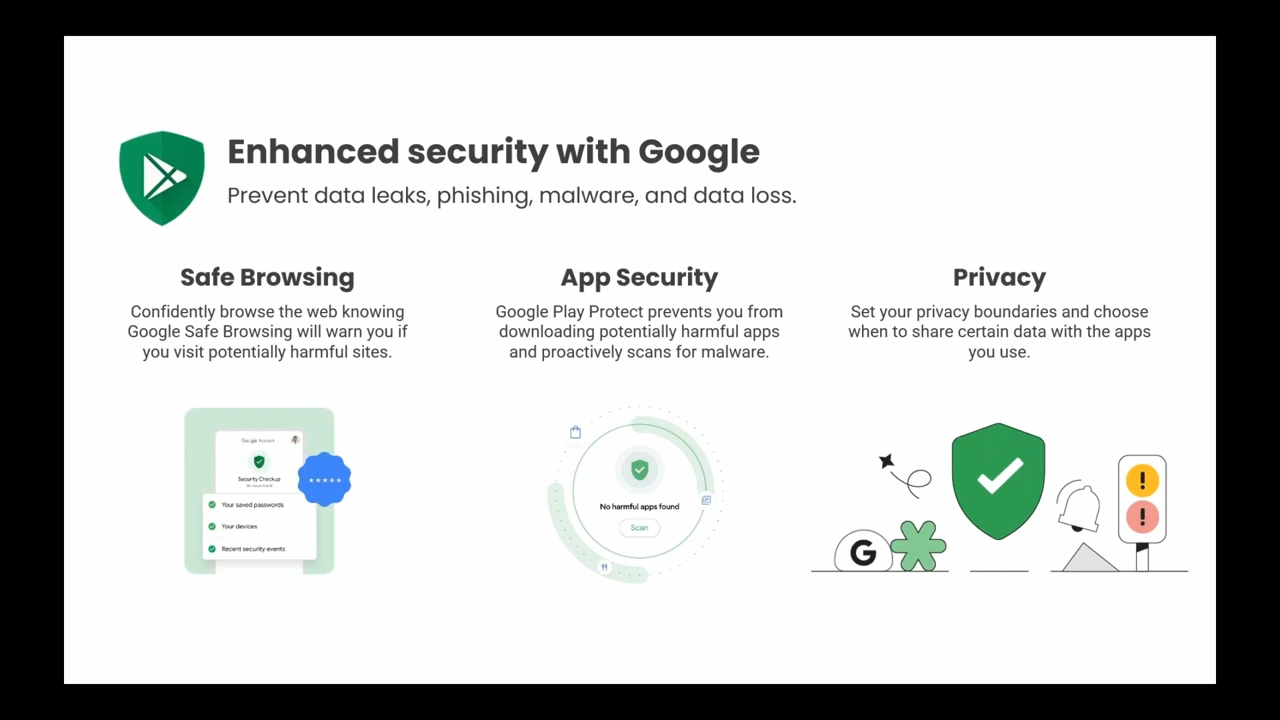 Enhanced security with Google
Prevent data leaks, phishing, malware, and data loss.
Safe Browsing
Confidently browse the web knowing
Google Safe Browsing will warn you if
you visit potentially harmful sites.
App Security
Google Play Protect prevents you from
downloading potentially harmful apps
and proactively scans for malware.
Privacy
Set your privacy boundaries and choose
when to share certain data with the apps
you use.
Google Account
Security Checkup
Your saved passwords
Your devices
Recent security events
No harmful apps found
Scan
G
!
!